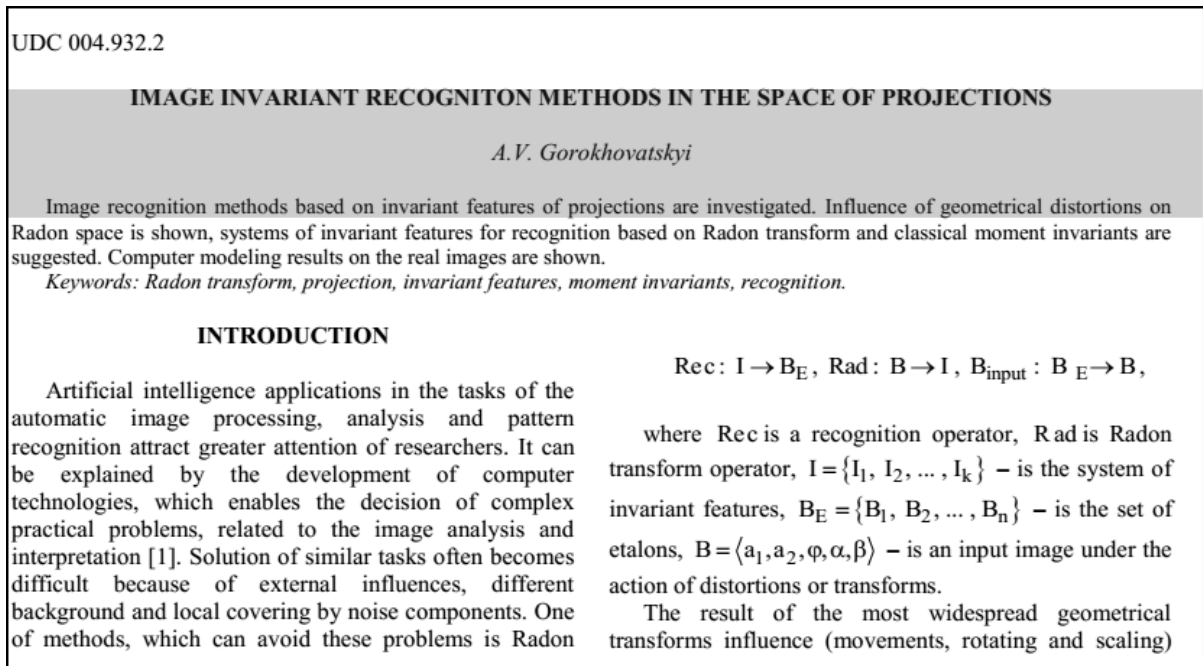 UDC 004.932.2
IMAGE INVARIANT RECOGNITON METHODS IN THE SPACE OF PROJECTIONS
A.V. Gorokhovatskyi
Image recognition methods based on invariant features of projections are investigated. Influence of geometrical distortions on
Radon space is shown, systems of invariant features for recognition based on Radon transform and classical moment invariants are
suggested. Computer modeling results on the real images are shown.
Keywords: Radon transform, projection, invariant features, moment invariants, recognition.
INTRODUCTION
Artificial intelligence applications in the tasks of the
automatic image processing, analysis and pattern
recognition attract greater attention of researchers. It can
be explained by the development of computer
technologies, which enables the decision of complex
practical problems, related to the image analysis and
interpretation [1]. Solution of similar tasks often becomes
difficult because of external influences, different
background and local covering by noise components. One
of methods, which can avoid these problems is Radon
Rec : I → B_E, Rad : B → I, B_input : B_E → B,
where Rec is a recognition operator, Rad is Radon
transform operator, I = {I₁, I₂, ... , I_k} – is the system of
invariant features, B_E = {B₁, B₂, ... , B_n} – is the set of
etalons, B = ⟨a₁,a₂,φ,α,β⟩ – is an input image under the
action of distortions or transforms.
The result of the most widespread geometrical
transforms influence (movements, rotating and scaling)